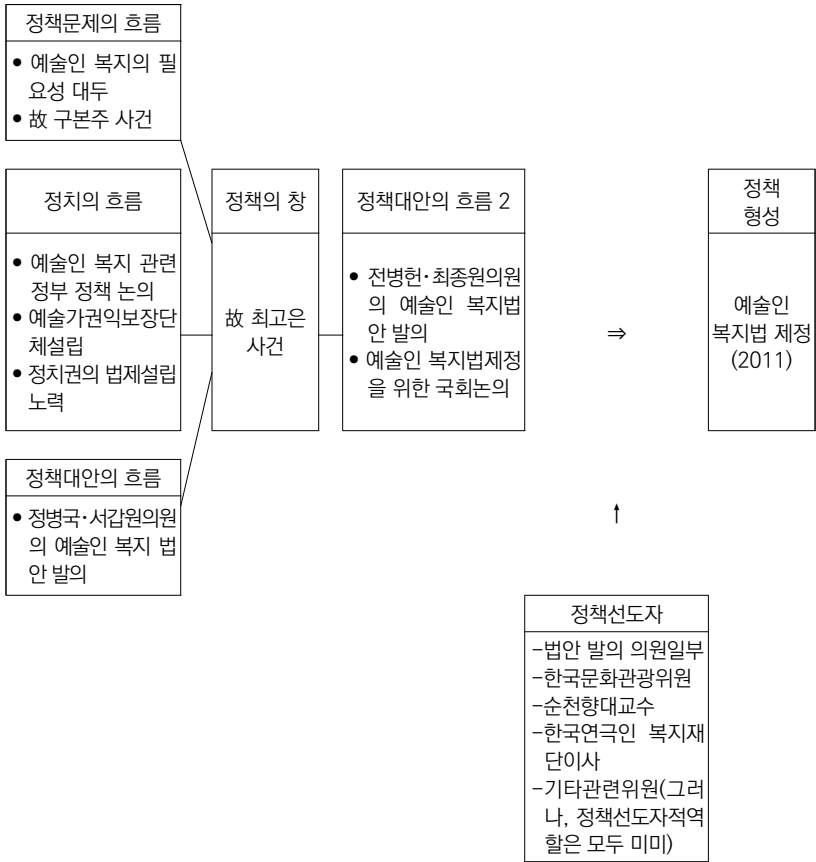 정책문제의 흐름
• 예술인 복지의 필
요성 대두
• 故 구본주 사건
정치의 흐름
• 예술인 복지 관련
정부 정책 논의
• 예술가권익보장단
체설립
• 정치권의 법제설립
노력
정책대안의 흐름
• 정병국·서갑원의원
의 예술인 복지 법
안 발의
정책의 창
故 최고은
사건
정책대안의 흐름 2
• 전병헌·최종원의원
의 예술인 복지법
안 발의
• 예술인 복지법제정
을 위한 국회논의
⇒
정책
형성
예술인
복지법 제정
(2011)
↑
정책선도자
-법안 발의 의원일부
-한국문화관광위원
-순천향대교수
-한국연극인 복지재
단이사
-기타관련위원(그러
나, 정책선도자적역
할은 모두 미미)